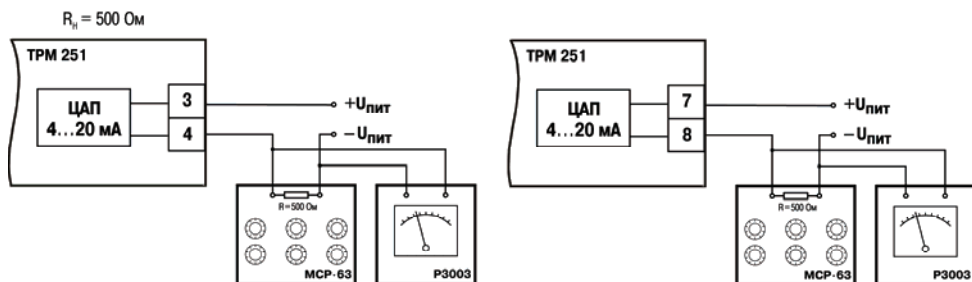 Rн = 500 Ом
ТРМ 251
ЦАП
4...20 мА
3
4
+Uпит
−Uпит
R = 500 Ом
МСР-63
Р3003
ТРМ 251
ЦАП
4...20 мА
7
8
+Uпит
−Uпит
R = 500 Ом
МСР-63
Р3003